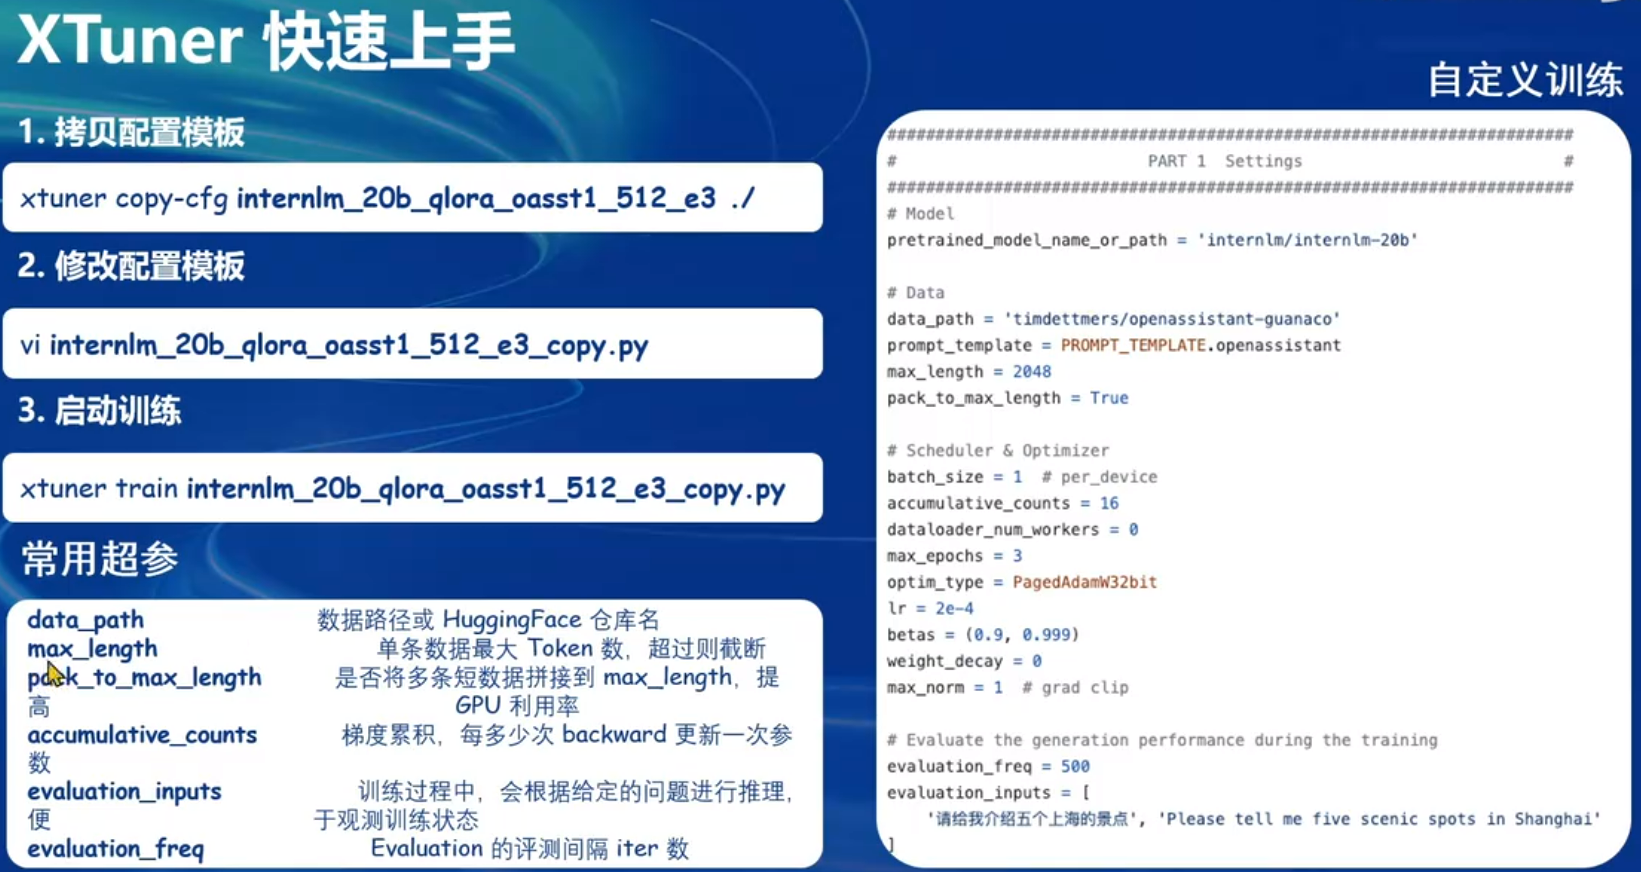 XTuner 快速上手
1. 拷贝配置模板
xtuner copy-cfg internlm_20b_qlora_oasst1_512_e3 ./
2. 修改配置模板
vi internlm_20b_qlora_oasst1_512_e3_copy.py
3. 启动训练
xtuner train internlm_20b_qlora_oasst1_512_e3_copy.py
常用超参
data_path 数据路径或 HuggingFace 仓库名
max_length 单条数据最大 Token 数，超过则截断
pack_to_max_length 是否将多条短数据拼接到 max_length，提
高 GPU 利用率
accumulative_counts 梯度累积，每多少次 backward 更新一次参
数
evaluation_inputs 训练过程中，会根据给定的问题进行推理，
便 于观测训练状态
evaluation_freq Evaluation 的评测间隔 iter 数
自定义训练
#######################################################################
# PART 1 Settings #
#######################################################################
# Model
pretrained_model_name_or_path = 'internlm/internlm-20b'
# Data
data_path = 'timdettmers/openassistant-guanaco'
prompt_template = PROMPT_TEMPLATE.openassistant
max_length = 2048
pack_to_max_length = True
# Scheduler & Optimizer
batch_size = 1 # per_device
accumulative_counts = 16
dataloader_num_workers = 0
max_epochs = 3
optim_type = PagedAdamW32bit
lr = 2e-4
betas = (0.9, 0.999)
weight_decay = 0
max_norm = 1 # grad clip
# Evaluate the generation performance during the training
evaluation_freq = 500
evaluation_inputs = [
'请给我介绍五个上海的景点', 'Please tell me five scenic spots in Shanghai'
]